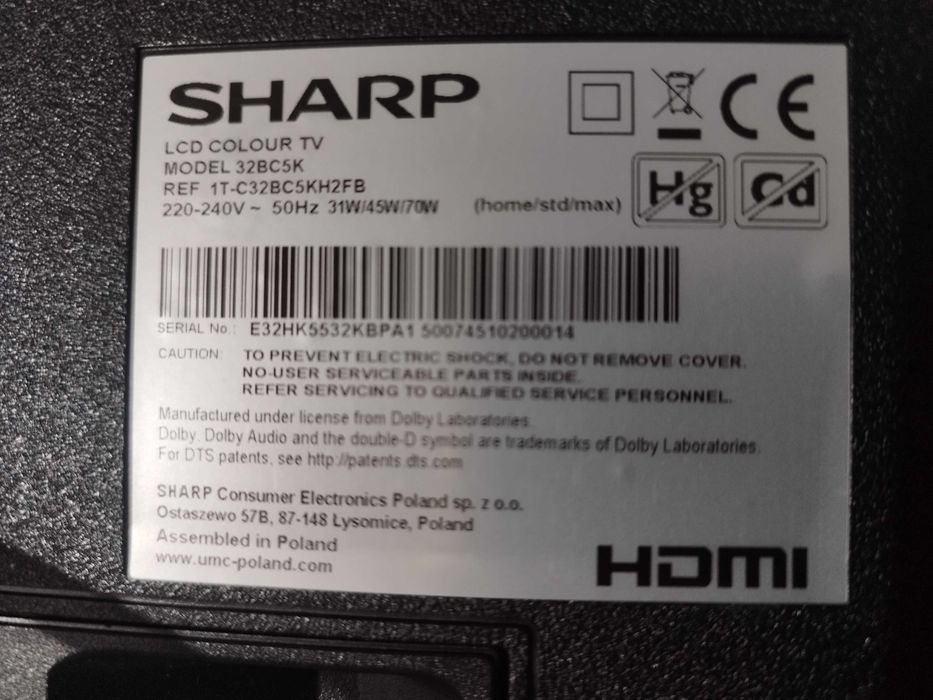 SHARP
LCD COLOUR TV
MODEL 32BC5K
REF 1T-C32BC5KH2FB
220-240V ~ 50Hz 31W/45W/70W (home/std/max)
CE
Hg
Cd
SERIAL No.: E32HK5532KBPA1 50074510200014
CAUTION: TO PREVENT ELECTRIC SHOCK, DO NOT REMOVE COVER.
NO-USER SERVICEABLE PARTS INSIDE.
REFER SERVICING TO QUALIFIED SERVICE PERSONNEL.
Manufactured under license from Dolby Laboratories.
Dolby, Dolby Audio and the double-D symbol are trademarks of Dolby Laboratories.
For DTS patents, see http://patents.dts.com
SHARP Consumer Electronics Poland sp. z o.o.
Ostaszewo 57B, 87-148 Łysomice, Poland
Assembled in Poland
www.umc-poland.com
HDMI